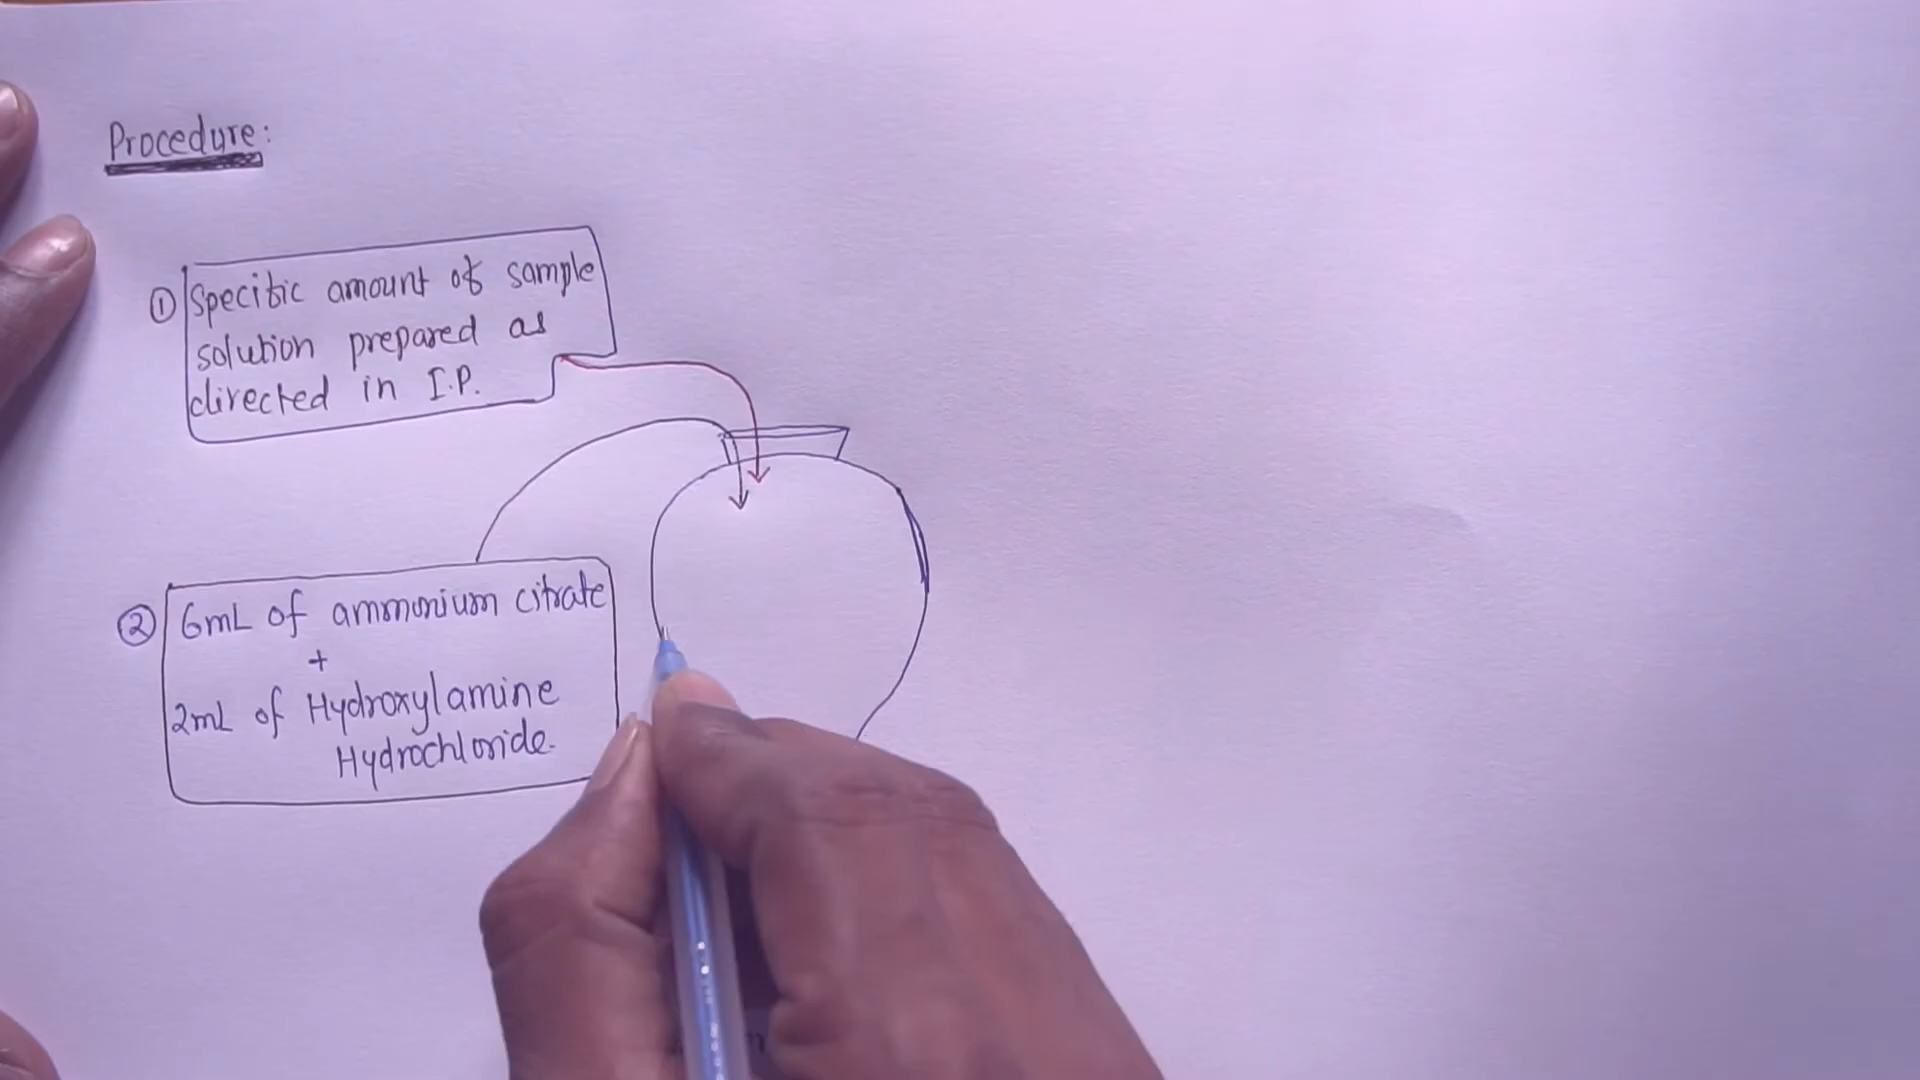 Procedure:
① Specific amount of sample
solution prepared as
directed in I.P.
② 6mL of ammonium citrate
+
2mL of Hydroxylamine
Hydrochloride.